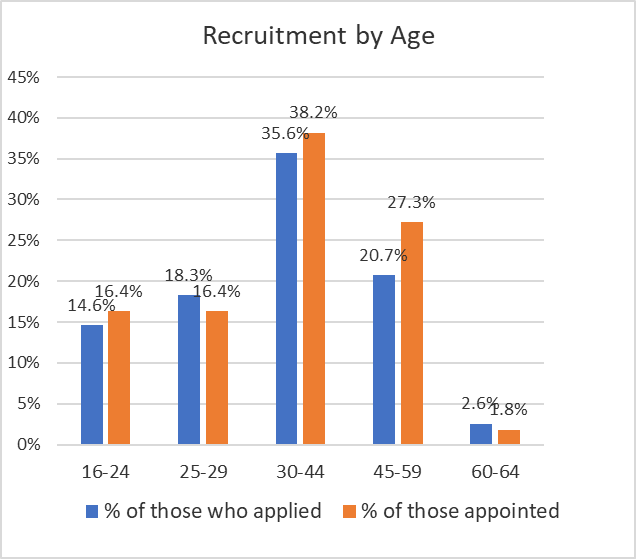 Recruitment by Age
45%
40%
35%
30%
25%
20%
15%
10%
5%
0%
14.6% 16.4% 18.3% 16.4% 35.6% 38.2% 20.7% 27.3% 2.6% 1.8%
16-24 25-29 30-44 45-59 60-64
% of those who applied % of those appointed